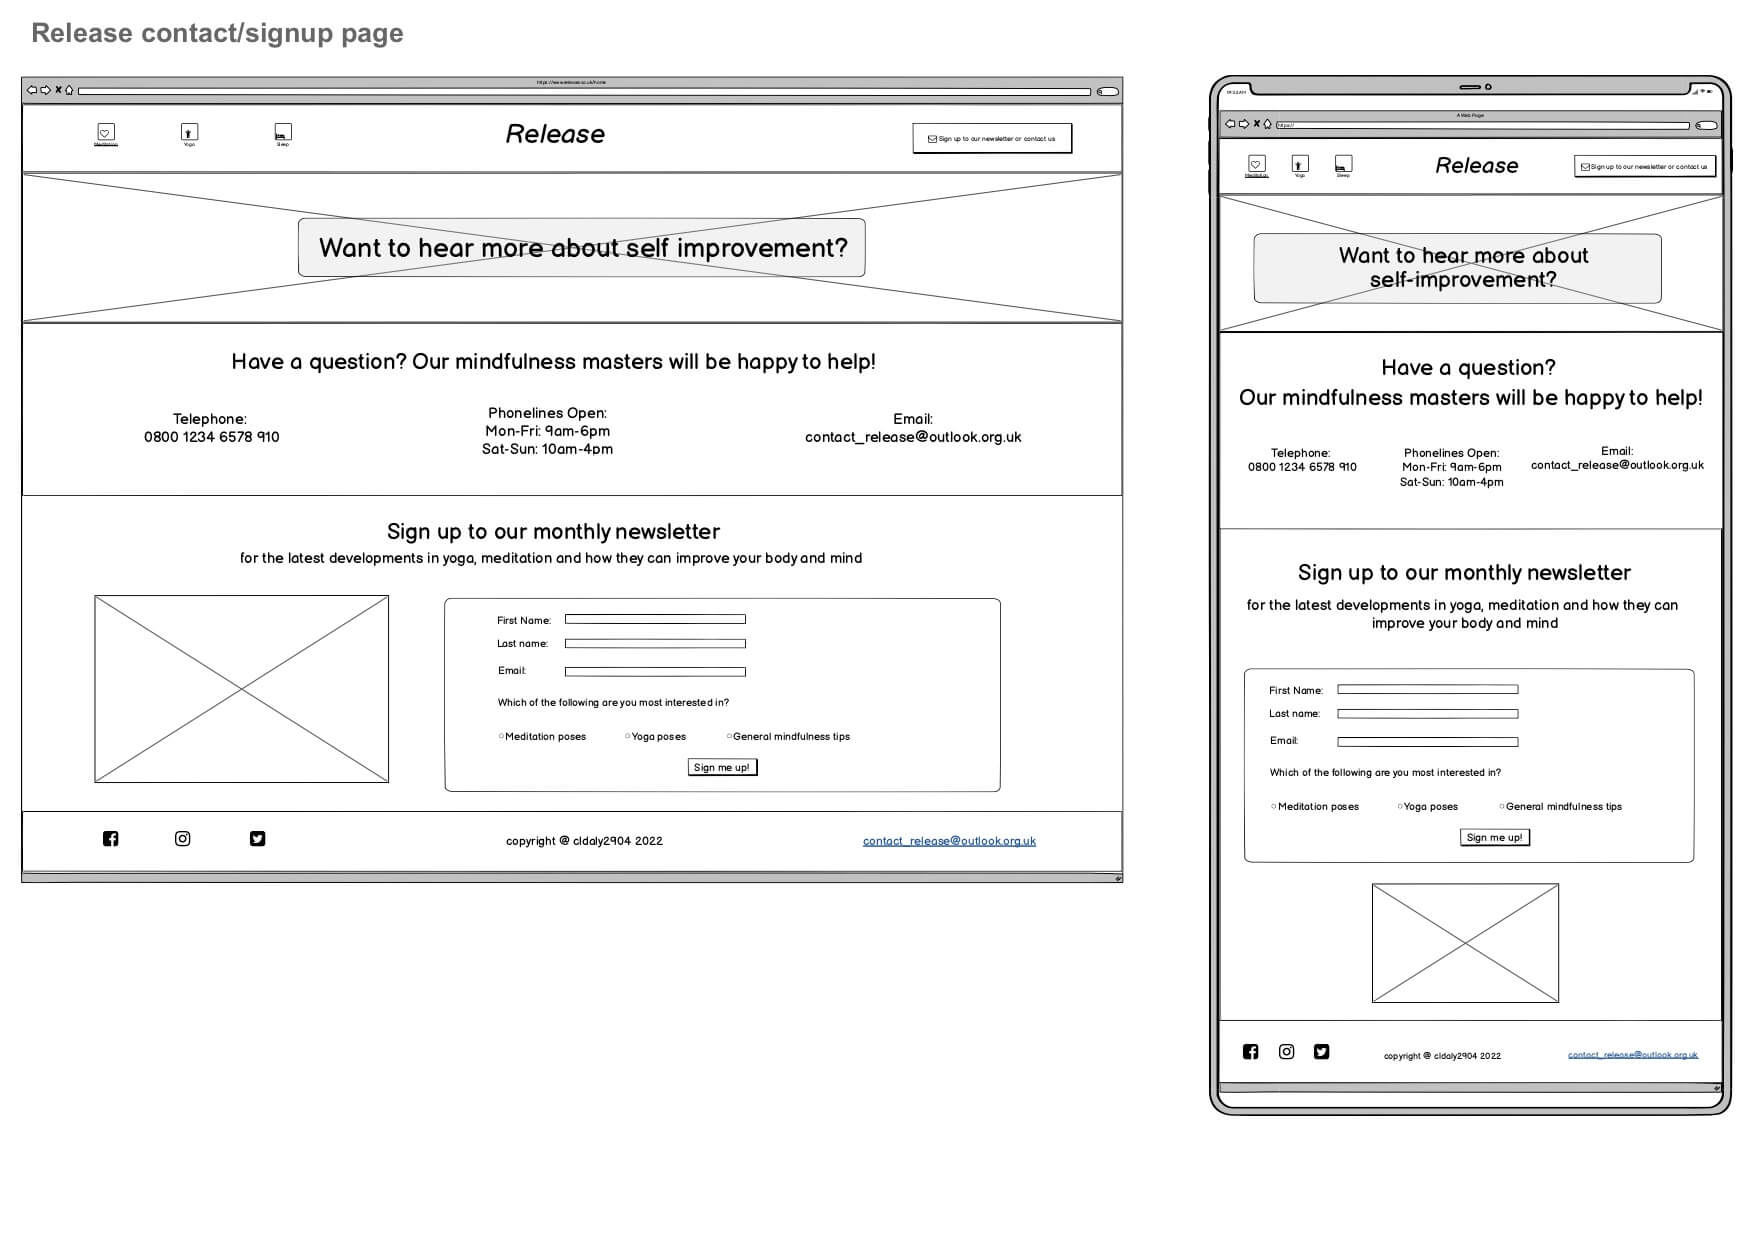 Release contact/signup page
https://www.release.co.uk/home
Meditation
Yoga
Sleep
Release
Sign up to our newsletter or contact us
Want to hear more about self improvement?
Have a question? Our mindfulness masters will be happy to help!
Telephone:
0800 1234 6578 910
Phonelines Open:
Mon-Fri: 9am-6pm
Sat-Sun: 10am-4pm
Email:
contact_release@outlook.org.uk
Sign up to our monthly newsletter
for the latest developments in yoga, meditation and how they can improve your body and mind
First Name:
Last name:
Email:
Which of the following are you most interested in?
Meditation poses
Yoga poses
General mindfulness tips
Sign me up!
copyright @ cldaly2904 2022
contact_release@outlook.org.uk
A Web Page
https://
Meditation
Yoga
Sleep
Release
Sign up to our newsletter or contact us
Want to hear more about
self-improvement?
Have a question?
Our mindfulness masters will be happy to help!
Telephone:
0800 1234 6578 910
Phonelines Open:
Mon-Fri: 9am-6pm
Sat-Sun: 10am-4pm
Email:
contact_release@outlook.org.uk
Sign up to our monthly newsletter
for the latest developments in yoga, meditation and how they can
improve your body and mind
First Name:
Last name:
Email:
Which of the following are you most interested in?
Meditation poses
Yoga poses
General mindfulness tips
Sign me up!
copyright @ cldaly2904 2022
contact_release@outlook.org.uk